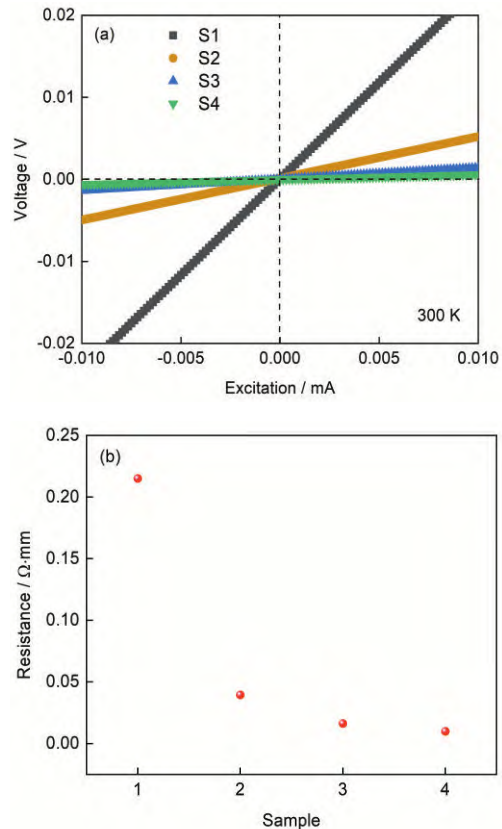 (a)
S1
S2
S3
S4
0.02
0.01
0.00
-0.01
-0.02
Voltage / V
300 K
-0.010 -0.005 0.000 0.005 0.010
Excitation / mA
(b)
0.25
0.20
0.15
0.10
0.05
0.00
Resistance / Ω·mm
1 2 3 4
Sample